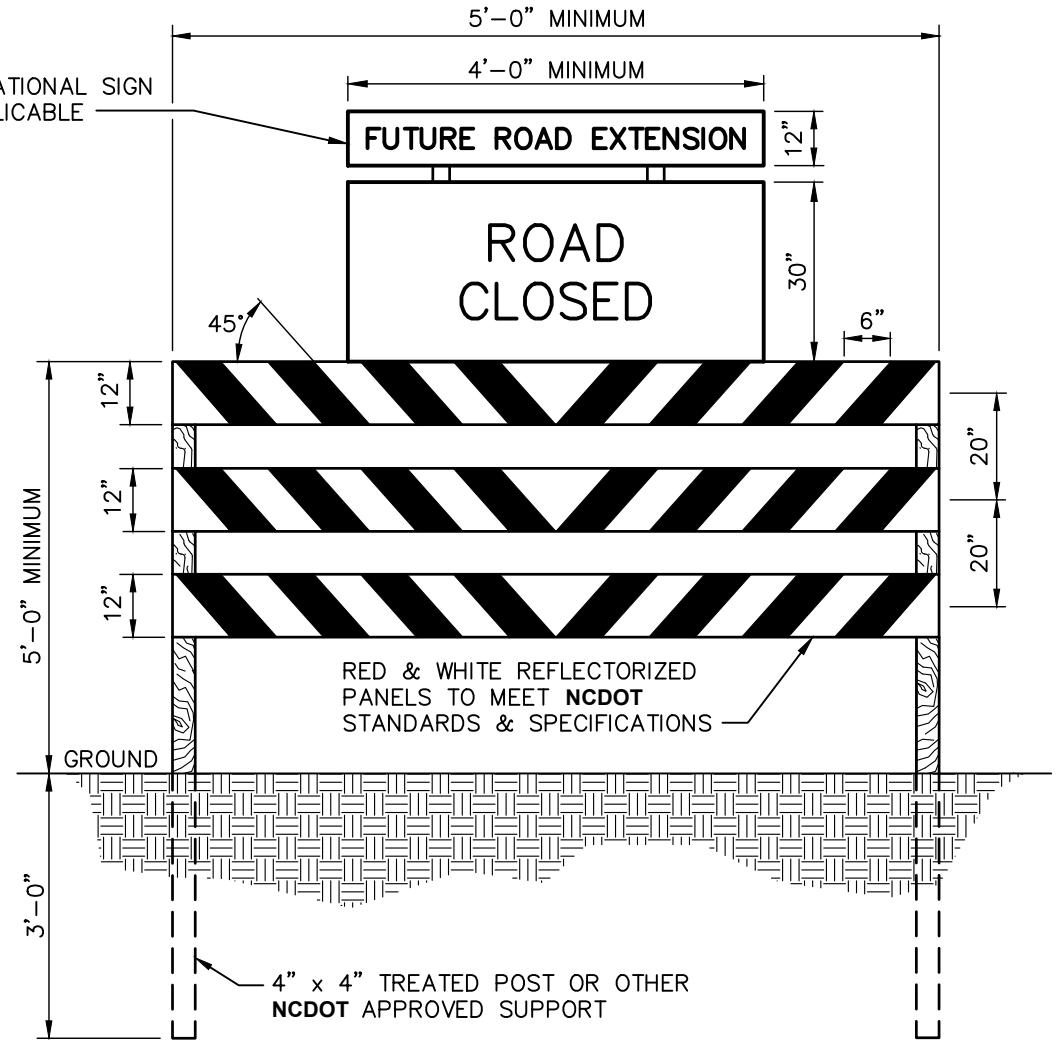 5'-0" MINIMUM
4'-0" MINIMUM
SIGN
FUTURE ROAD EXTENSION
12"
ROAD
CLOSED
30"
45°
6"
12"
20"
12"
20"
12"
5'-0" MINIMUM
RED & WHITE REFLECTORIZED
PANELS TO MEET NCDOT
STANDARDS & SPECIFICATIONS
GROUND
3'-0"
4" x 4" TREATED POST OR OTHER
NCDOT APPROVED SUPPORT